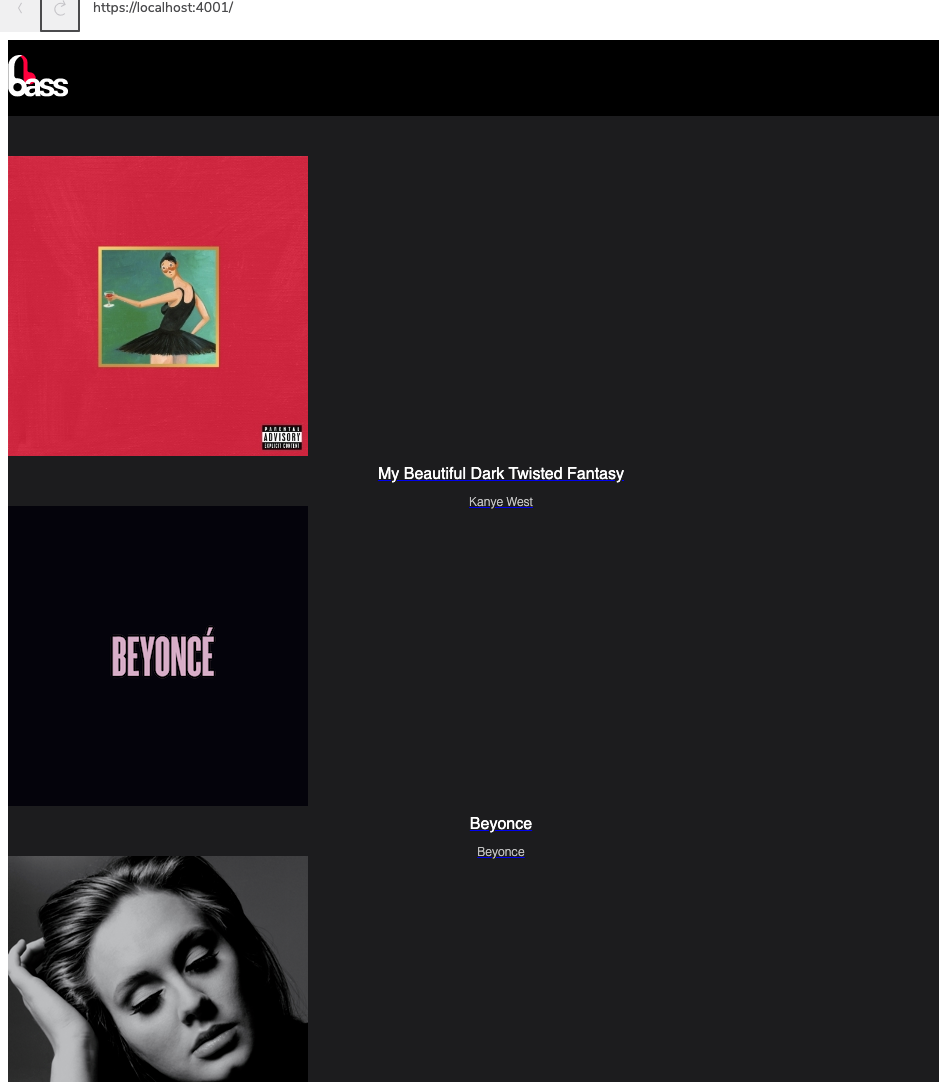 https://localhost:4001/
bass
PARENTAL
ADVISORY
EXPLICIT CONTENT
My Beautiful Dark Twisted Fantasy
Kanye West
BEYONCÉ
Beyonce
Beyonce